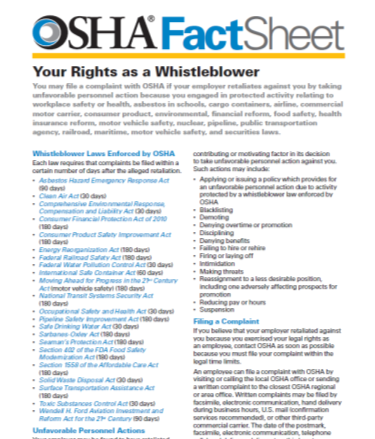 OSHA® FactSheet
Your Rights as a Whistleblower
You may file a complaint with OSHA if your employer retaliates against you by taking
unfavorable personnel action because you engaged in protected activity relating to
workplace safety or health, asbestos in schools, cargo containers, airline, commercial
motor carrier, consumer product, environmental, financial reform, food safety, health
insurance reform, motor vehicle safety, nuclear, pipeline, public transportation
agency, railroad, maritime, motor vehicle safety, and securities laws.
Whistleblower Laws Enforced by OSHA
Each law requires that complaints be filed within a
certain number of days after the alleged retaliation.
• Asbestos Hazard Emergency Response Act
(90 days)
• Clean Air Act (30 days)
• Comprehensive Environmental Response,
Compensation and Liability Act (30 days)
• Consumer Financial Protection Act of 2010
(180 days)
• Consumer Product Safety Improvement Act
(180 days)
• Energy Reorganization Act (180 days)
• Federal Railroad Safety Act (180 days)
• Federal Water Pollution Control Act (30 days)
• International Safe Container Act (60 days)
• Moving Ahead for Progress in the 21st Century
Act (motor vehicle safety) (180 days)
• National Transit Systems Security Act
(180 days)
• Occupational Safety and Health Act (30 days)
• Pipeline Safety Improvement Act (180 days)
• Safe Drinking Water Act (30 days)
• Sarbanes-Oxley Act (180 days)
• Seaman's Protection Act (180 days)
• Section 402 of the FDA Food Safety
Modernization Act (180 days)
• Section 1558 of the Affordable Care Act
(180 days)
• Solid Waste Disposal Act (30 days)
• Surface Transportation Assistance Act
(180 days)
• Toxic Substances Control Act (30 days)
• Wendell H. Ford Aviation Investment and
Reform Act for the 21st Century (90 days)
Unfavorable Personnel Actions
contributing or motivating factor in its decision
to take unfavorable personnel action against you.
Such actions may include:
• Applying or issuing a policy which provides for
an unfavorable personnel action due to activity
protected by a whistleblower law enforced by
OSHA
• Blacklisting
• Demoting
• Denying overtime or promotion
• Disciplining
• Denying benefits
• Failing to hire or rehire
• Firing or laying off
• Intimidation
• Making threats
• Reassignment to a less desirable position,
including one adversely affecting prospects for
promotion
• Reducing pay or hours
• Suspension
Filing a Complaint
If you believe that your employer retaliated against
you because you exercised your legal rights as
an employee, contact OSHA as soon as possible
because you must file your complaint within the
legal time limits.
An employee can file a complaint with OSHA by
visiting or calling the local OSHA office or sending
a written complaint to the closest OSHA regional
or area office. Written complaints may be filed by
facsimile, electronic communication, hand delivery
during business hours, U.S. mail (confirmation
services recommended), or other third-party
commercial carrier. The date of the postmark,
facsimile, electronic communication, telephone